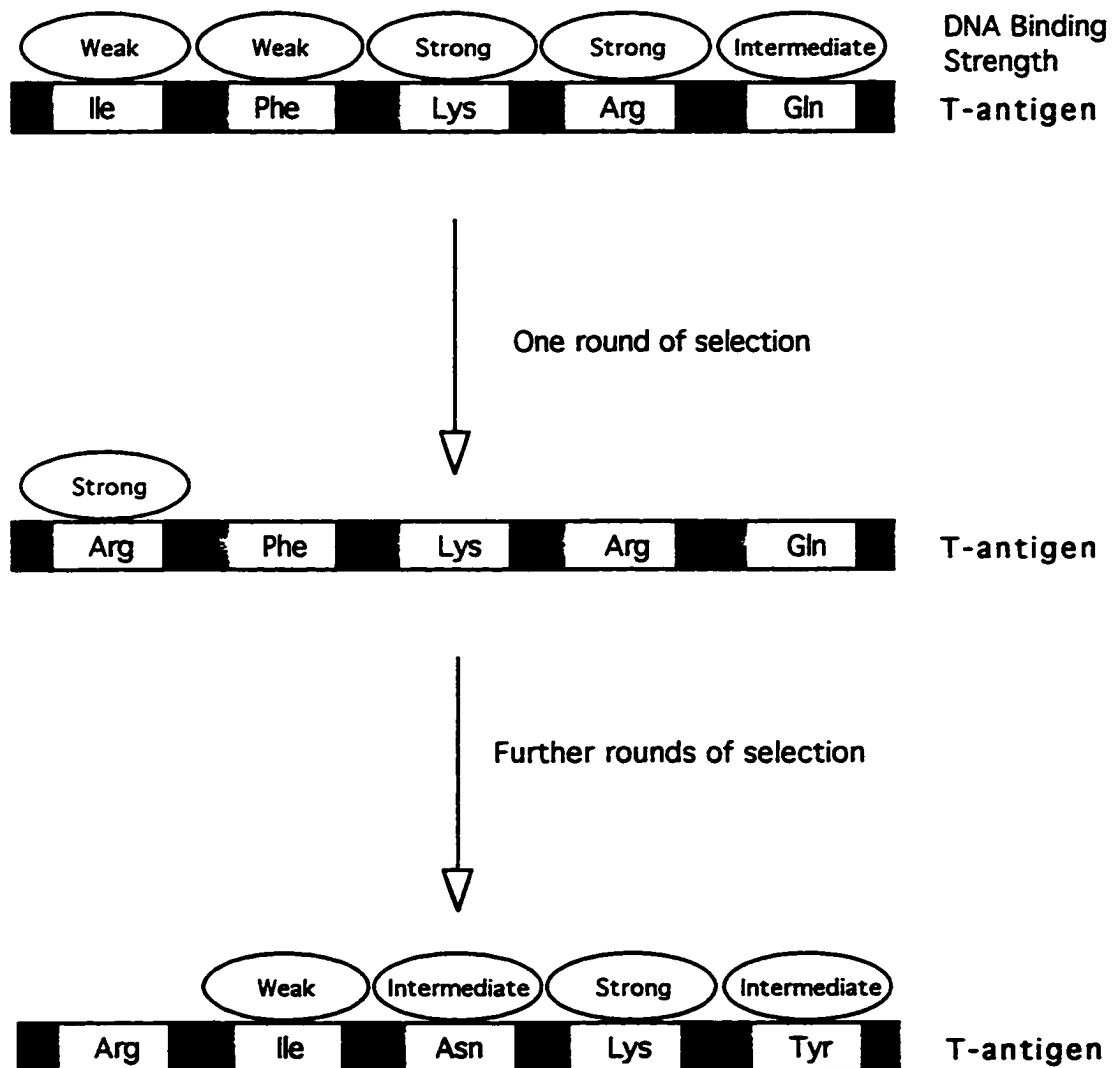 Weak Weak Strong Strong Intermediate DNA Binding
Strength
Ile Phe Lys Arg Gln T-antigen
One round of selection
Strong
Arg Phe Lys Arg Gln T-antigen
Further rounds of selection
Weak Intermediate Strong Intermediate
Arg Ile Asn Lys Tyr T-antigen